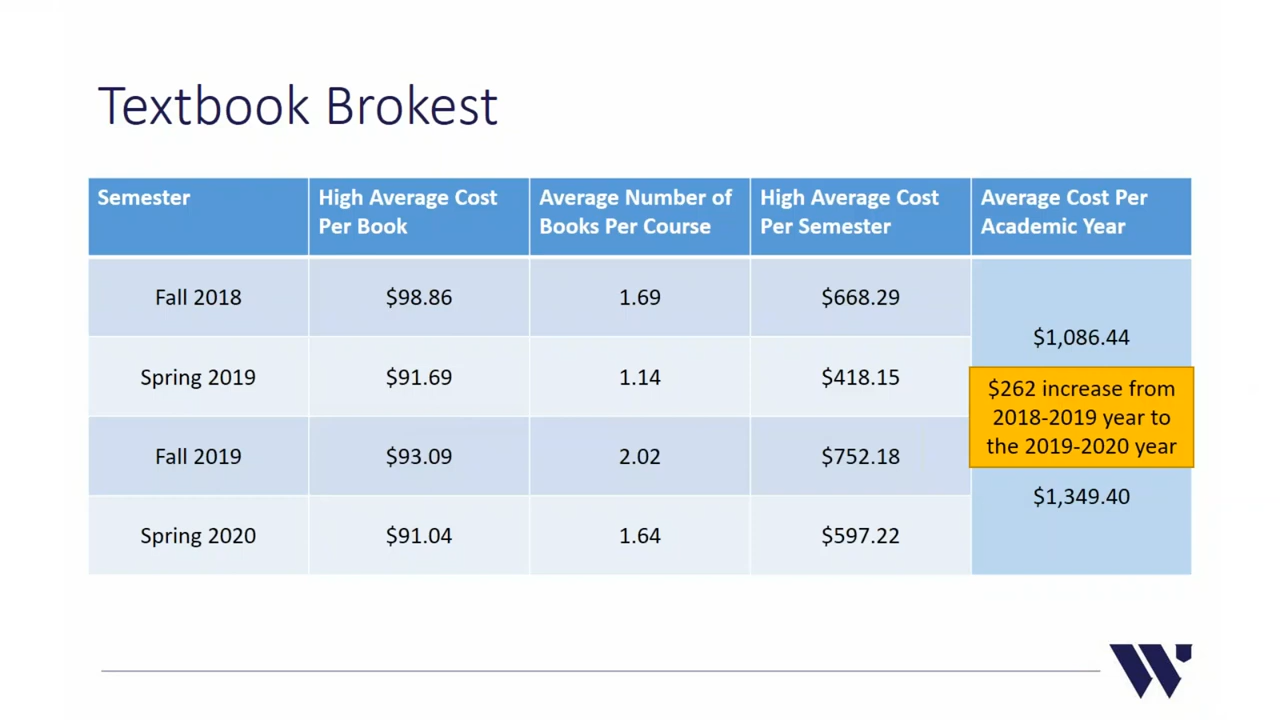 Textbook Brokest
Semester
High Average Cost
Per Book
Average Number of
Books Per Course
High Average Cost
Per Semester
Average Cost Per
Academic Year
Fall 2018
$98.86
1.69
$668.29
$1,086.44
Spring 2019
$91.69
1.14
$418.15
$262 increase from
2018-2019 year to
the 2019-2020 year
Fall 2019
$93.09
2.02
$752.18
$1,349.40
Spring 2020
$91.04
1.64
$597.22
W